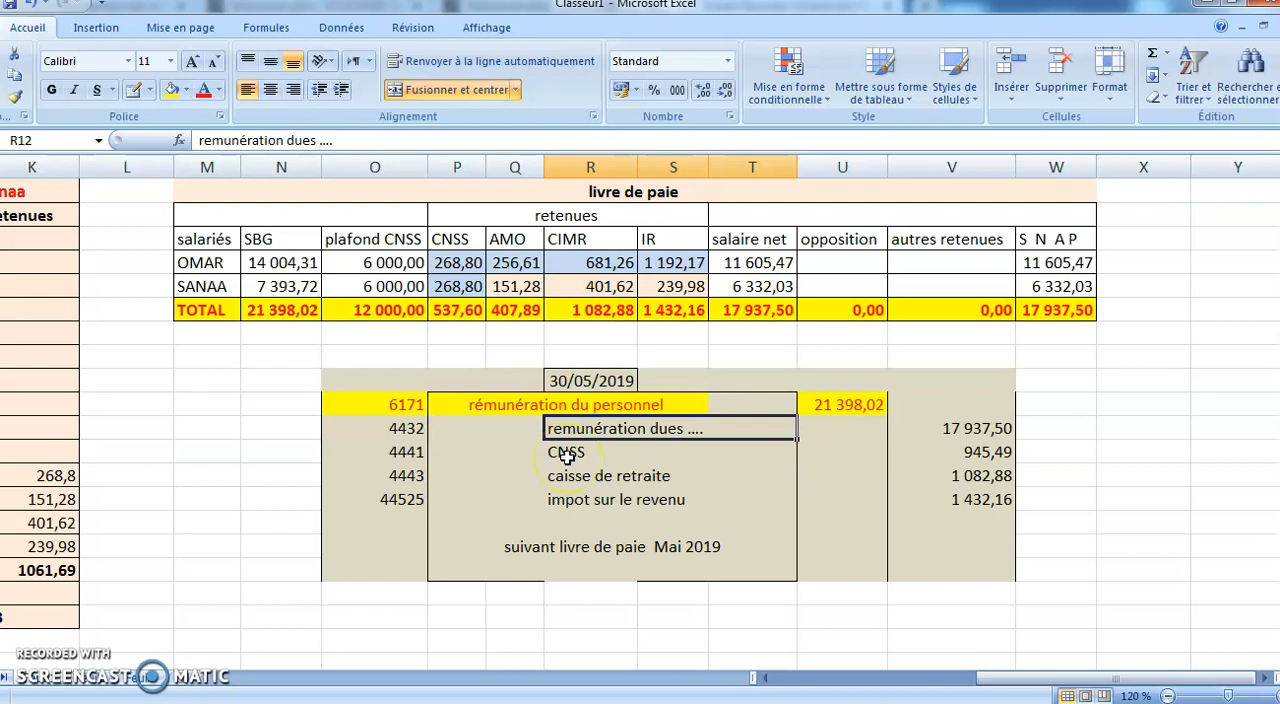 Classeur1 - Microsoft Excel
Accueil Insertion Mise en page Formules Données Révision Affichage
Calibri 11 A A Renvoyer à la ligne automatiquement Standard Σ
G I S A Fusionner et centrer % 000 Mise en forme conditionnelle Mettre sous forme de tableau Styles de cellules Insérer Supprimer Format Trier et filtrer Rechercher et sélectionner
Police Alignement Nombre Style Cellules Édition
R12 fx remunération dues ....
K L M N O P Q R S T U V W X Y
naa livre de paie
etenues retenues
salariés SBG plafond CNSS CNSS AMO CIMR IR salaire net opposition autres retenues S N A P
OMAR 14 004,31 6 000,00 268,80 256,61 681,26 1 192,17 11 605,47 11 605,47
SANAA 7 393,72 6 000,00 268,80 151,28 401,62 239,98 6 332,03 6 332,03
TOTAL 21 398,02 12 000,00 537,60 407,89 1 082,88 1 432,16 17 937,50 0,00 0,00 17 937,50
30/05/2019
6171 rémunération du personnel 21 398,02
4432 remunération dues .... 17 937,50
4441 CNSS 945,49
268,8 4443 caisse de retraite 1 082,88
151,28 44525 impot sur le revenu 1 432,16
401,62
239,98 suivant livre de paie Mai 2019
1061,69
3
RECORDED WITH
SCREENCAST MATIC
120 %